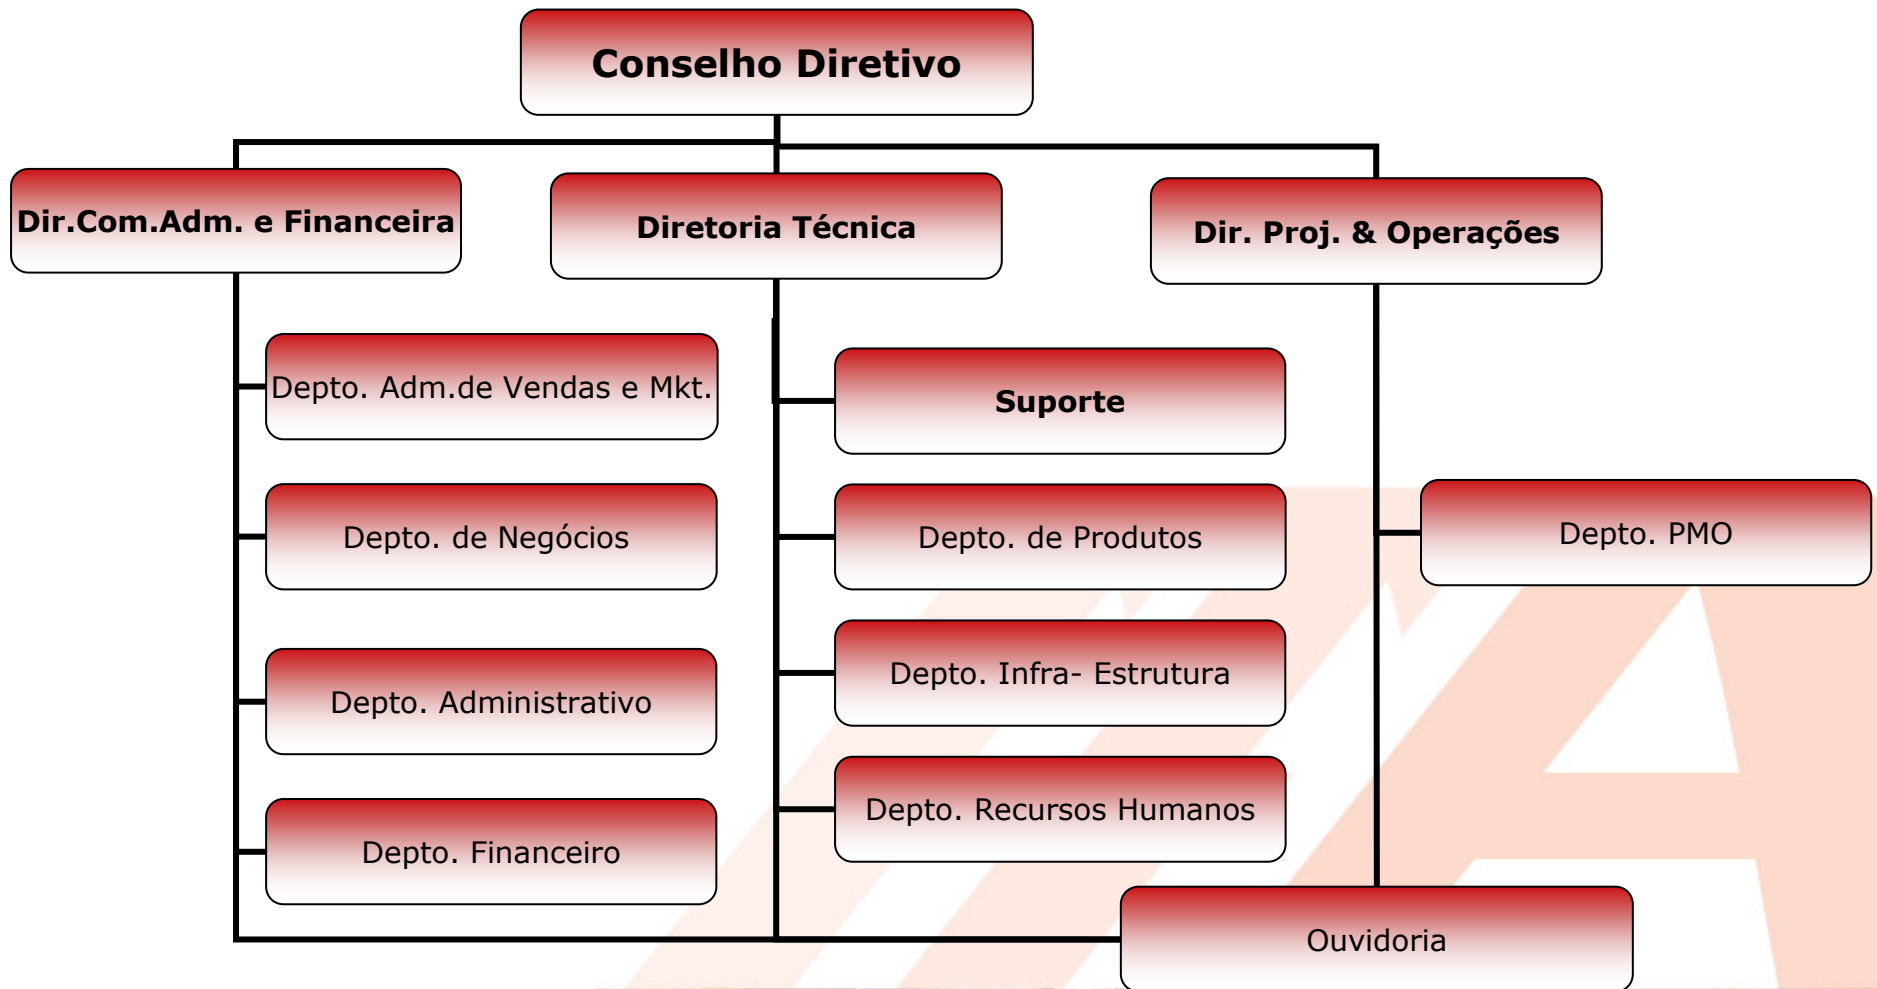 Conselho Diretivo
Dir.Com.Adm. e Financeira
Diretoria Técnica
Dir. Proj. & Operações
Depto. Adm.de Vendas e Mkt.
Suporte
Depto. de Negócios
Depto. de Produtos
Depto. PMO
Depto. Administrativo
Depto. Infra- Estrutura
Depto. Financeiro
Depto. Recursos Humanos
Ouvidoria